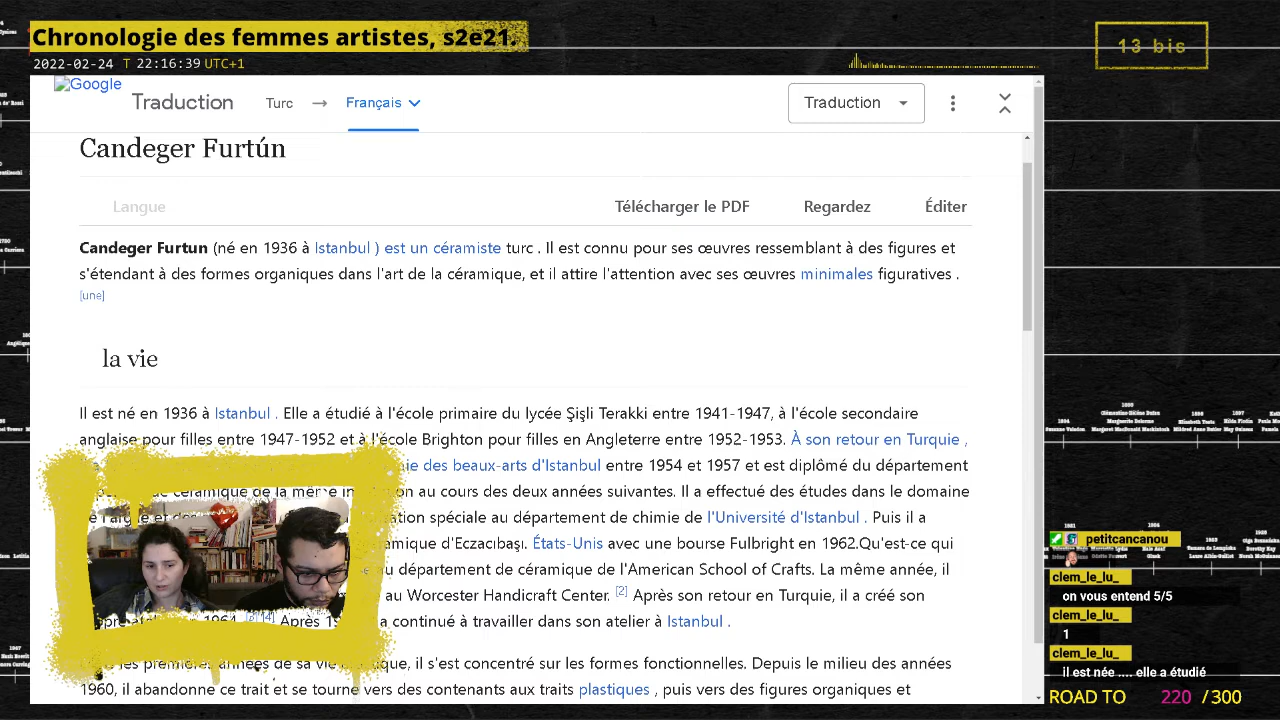 Chronologie des femmes artistes, s2e21.
2022-02-24 T 22:16:39 UTC+1
13 bis
Google
Traduction
Turc → Français
Traduction
Candeger Furtún
Langue
Télécharger le PDF
Regardez
Éditer
Candeger Furtun (né en 1936 à Istanbul ) est un céramiste turc . Il est connu pour ses œuvres ressemblant à des figures et
s'étendant à des formes organiques dans l'art de la céramique, et il attire l'attention avec ses œuvres minimales figuratives .
[une]
la vie
Il est né en 1936 à Istanbul . Elle a étudié à l'école primaire du lycée Şişli Terakki entre 1941-1947, à l'école secondaire
anglaise pour filles entre 1947-1952 et à l'école Brighton pour filles en Angleterre entre 1952-1953. À son retour en Turquie ,
des beaux-arts d'Istanbul entre 1954 et 1957 et est diplômé du département
de céramique de la même au cours des deux années suivantes. Il a effectué des études dans le domaine
spéciale au département de chimie de l'Université d'Istanbul . Puis il a
d'Eczacıbaşı. États-Unis avec une bourse Fulbright en 1962.Qu'est-ce qui
département de céramique de l'American School of Crafts. La même année, il
au Worcester Handicraft Center. [2] Après son retour en Turquie, il a créé son
1964. Après a continué à travailler dans son atelier à Istanbul .
les premières années de sa vie il s'est concentré sur les formes fonctionnelles. Depuis le milieu des années
1960, il abandonne ce trait et se tourne vers des contenants aux traits plastiques , puis vers des figures organiques et
petitcancanou
clem_le_lu_
on vous entend 5/5
clem_le_lu_
1
clem_le_lu_
il est née .... elle a étudié
ROAD TO 220 /300